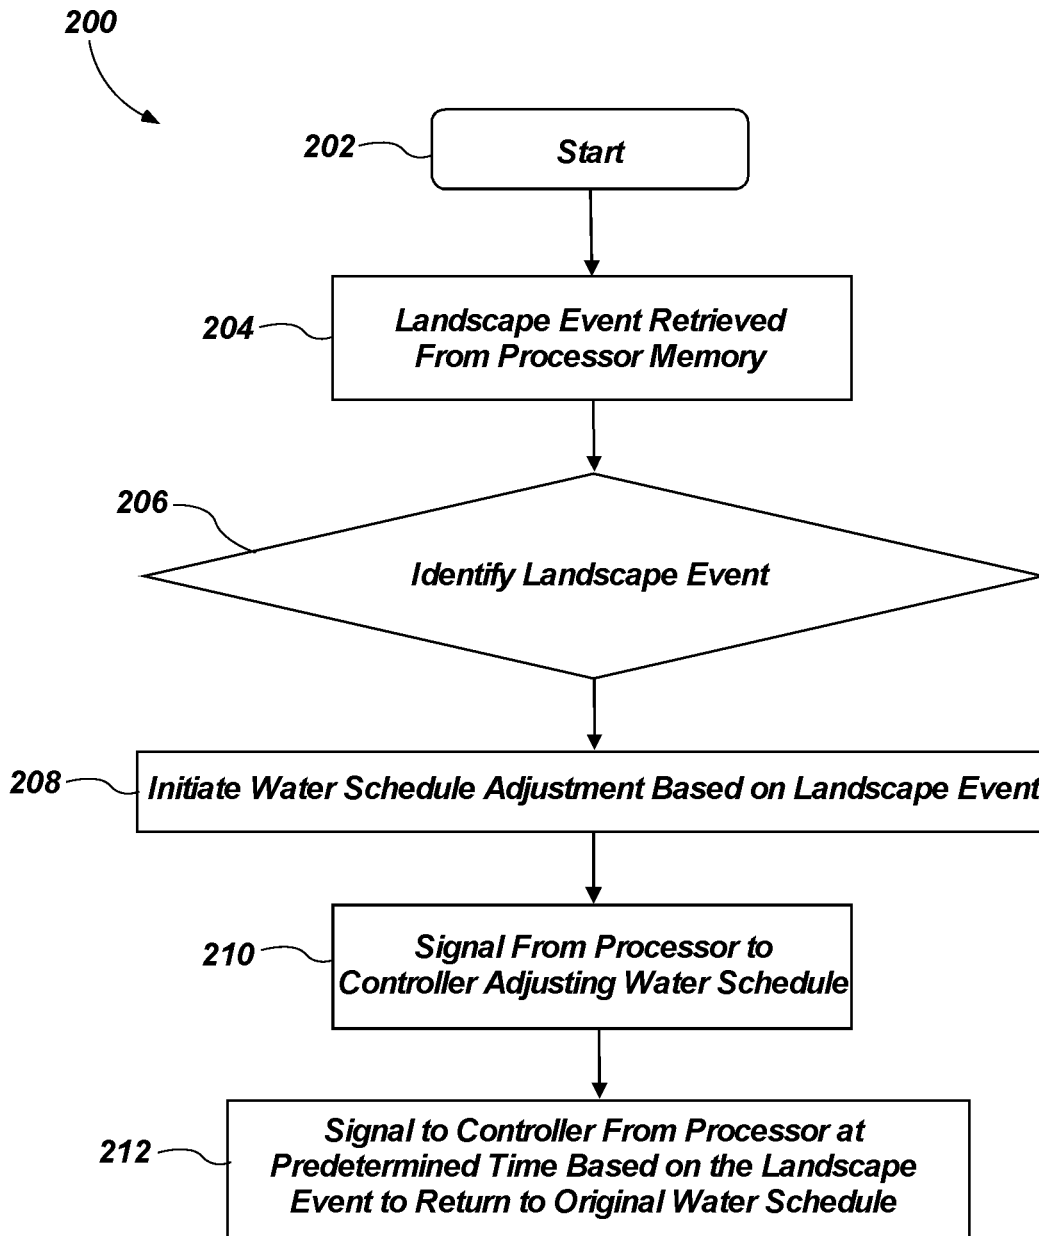 200
202
Start
204
Landscape Event Retrieved
From Processor Memory
206
Identify Landscape Event
208
Initiate Water Schedule Adjustment Based on Landscape Event
210
Signal From Processor to
Controller Adjusting Water Schedule
212
Signal to Controller From Processor at
Predetermined Time Based on the Landscape
Event to Return to Original Water Schedule